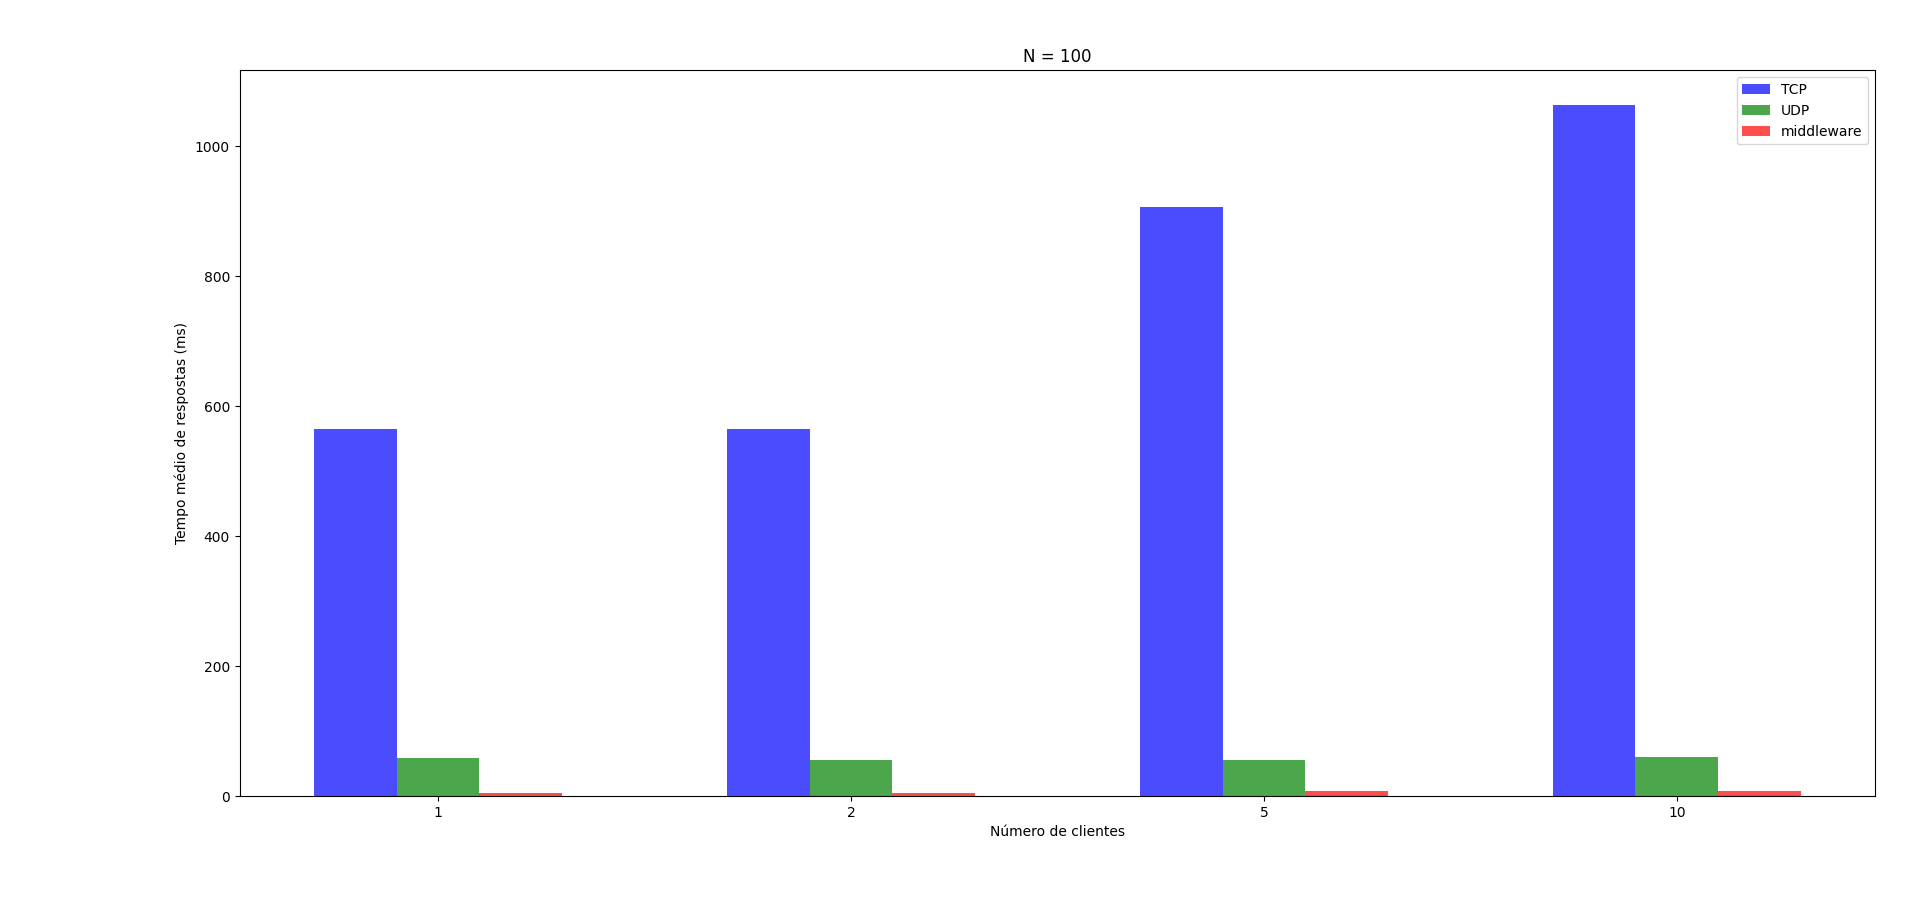 N = 100
TCP
UDP
middleware
Tempo médio de respostas (ms)
1000
800
600
400
200
0
1 2 5 10
Número de clientes